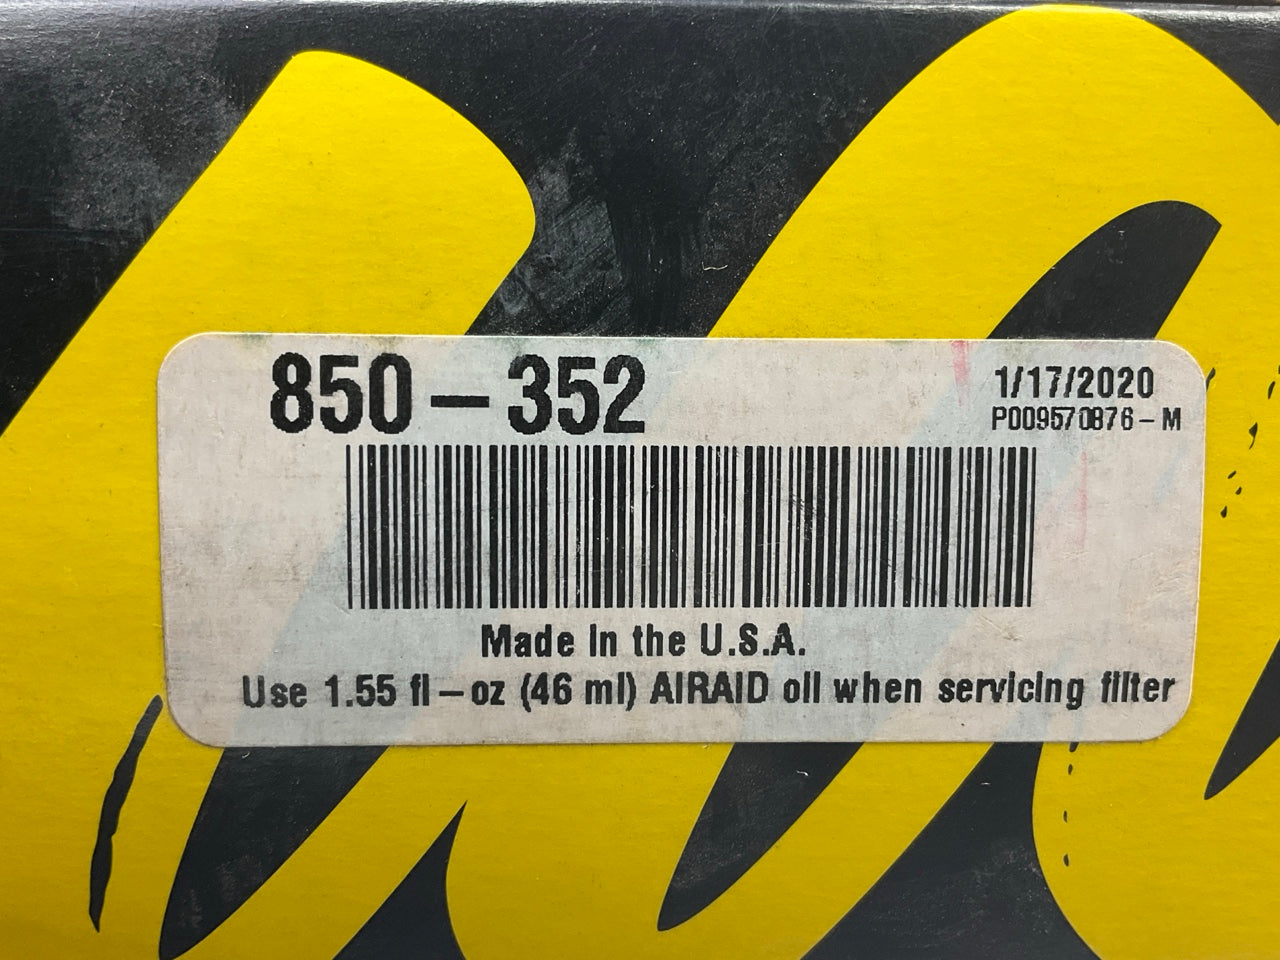 850-352
1/17/2020
P009570876-M
Made In the U.S.A.
Use 1.55 fl-oz (46 ml) AIRAID oil when servicing filter